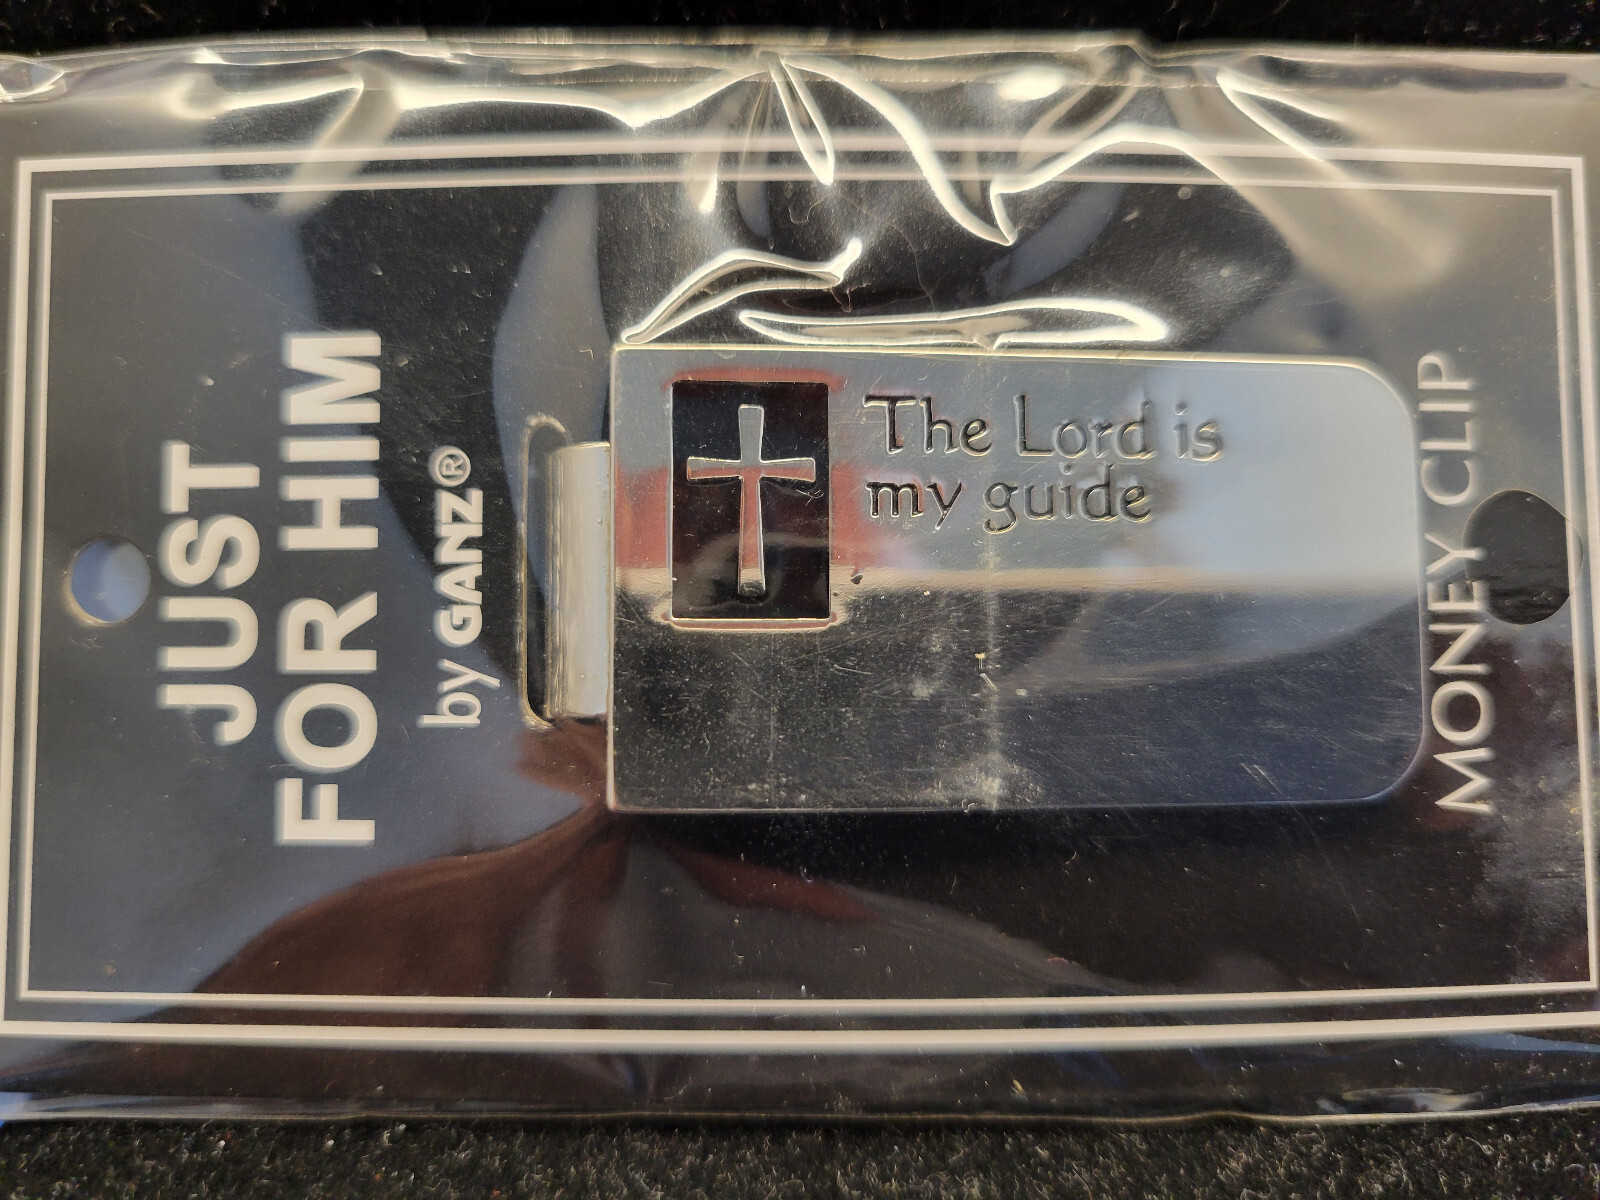 JUST
FOR HIM
by GANZ®
The Lord is
my guide
MONEY CLIP